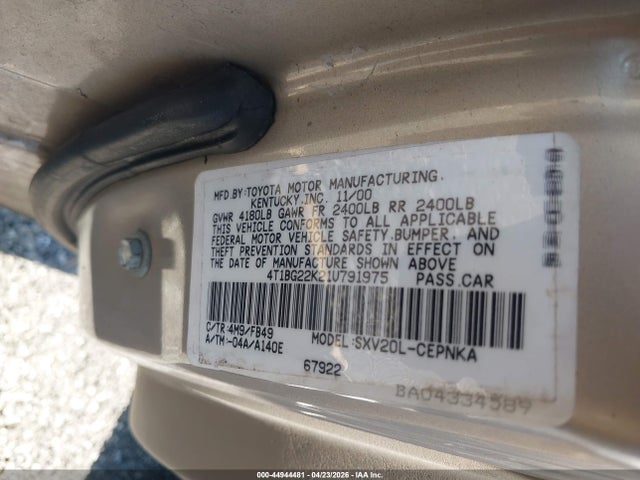 MFD.BY:TOYOTA MOTOR MANUFACTURING.
KENTUCKY.INC. 11/00
GVWR 4180LB GAWR FR 2400LB RR 2400LB
THIS VEHICLE CONFORMS TO ALL APPLICABLE
FEDERAL MOTOR VEHICLE SAFETY.BUMPER. AND
THEFT PREVENTION STANDARDS IN EFFECT ON
THE DATE OF MANUFACTURE SHOWN ABOVE
4T1BG22K21U791975 PASS.CAR
C/TR:4M9/FB49
A/TM:-04A/A140E
MODEL:SXV20L-CEPNKA
67922
BA04334589
000-44944481 - 04/23/2026 - IAAI